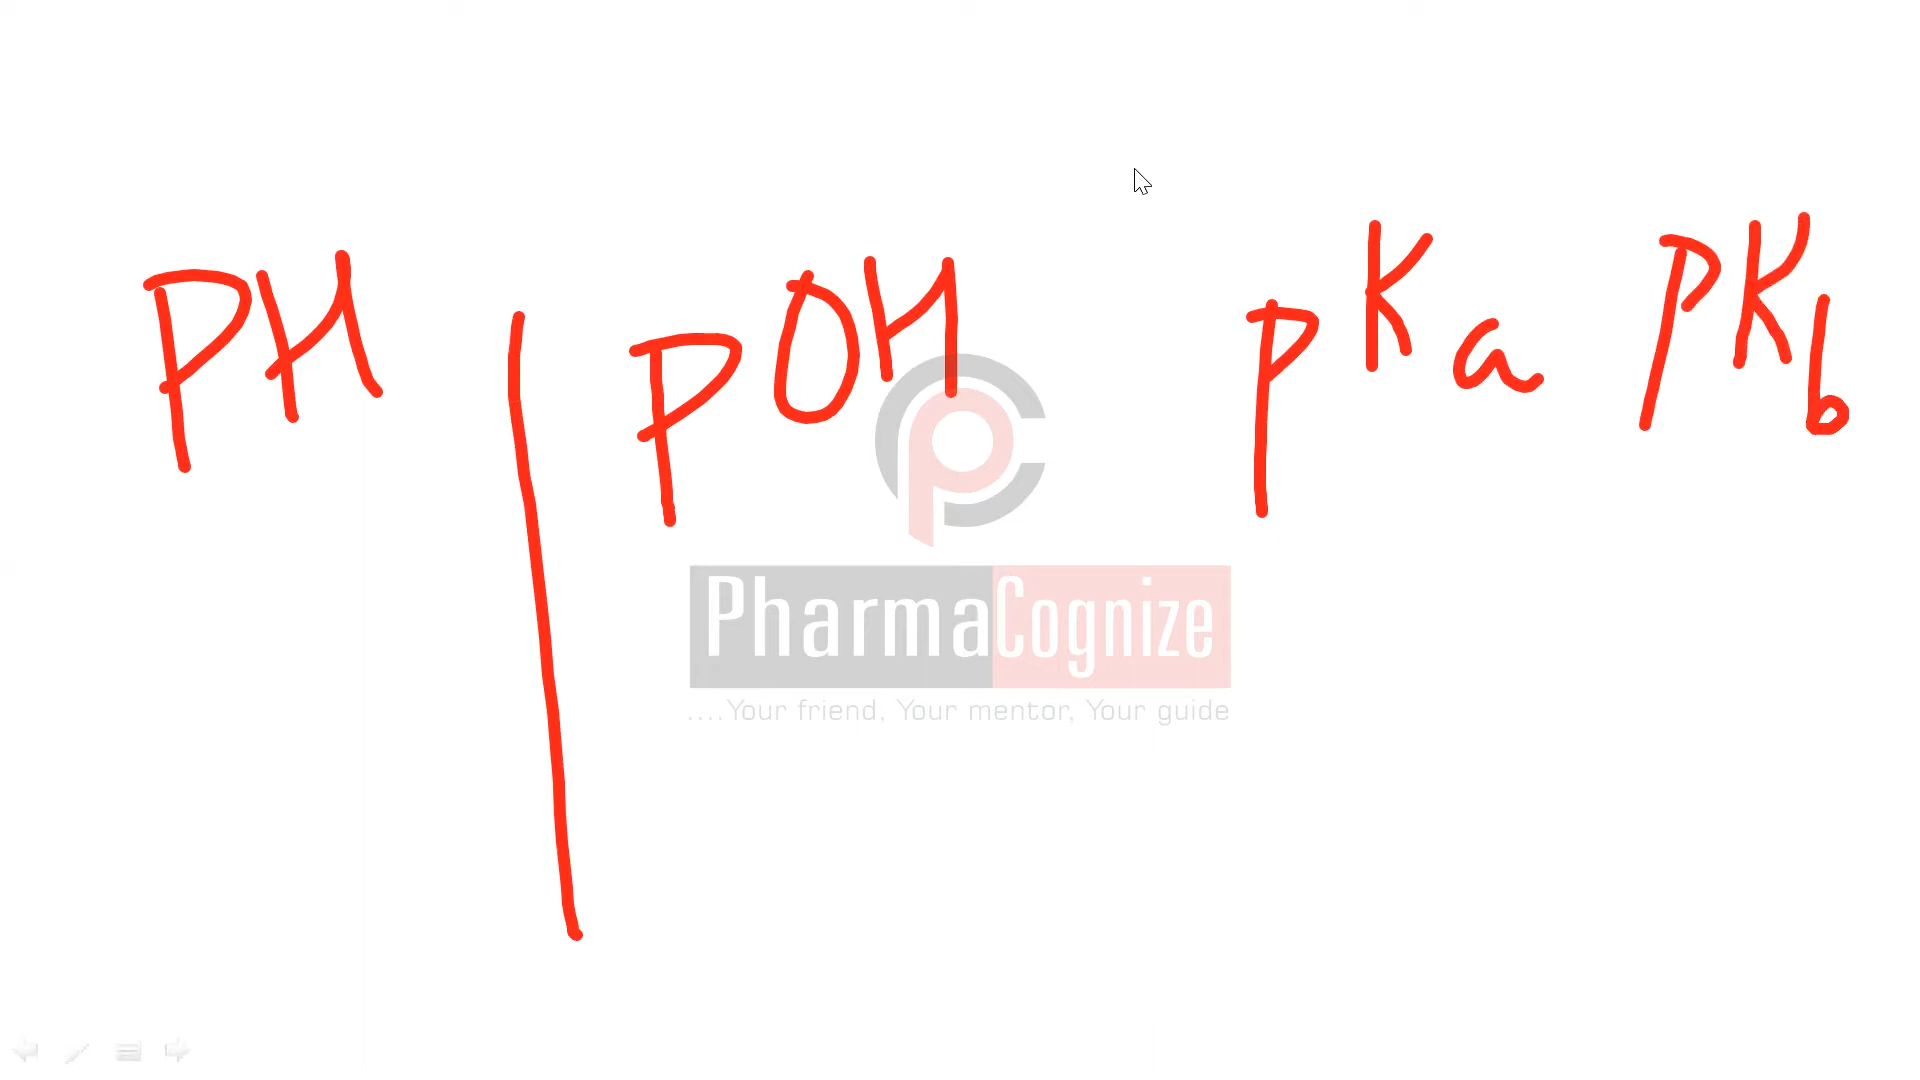 PH | pOH pKa pKb
PharmaCognize
....Your friend, Your mentor, Your guide